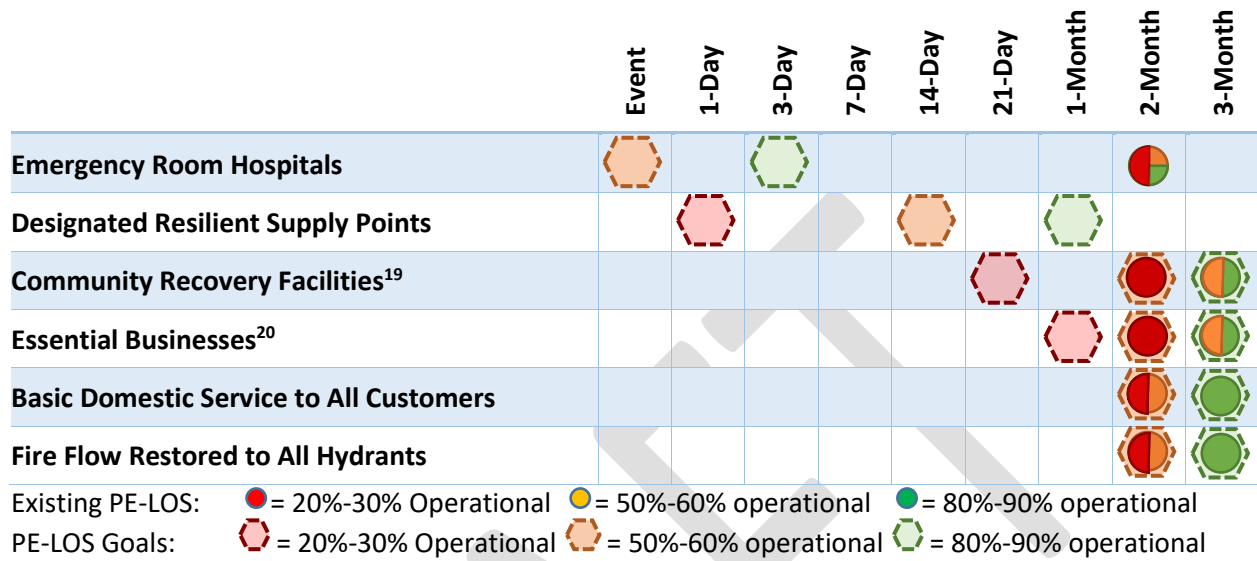 Event 1-Day 3-Day 7-Day 14-Day 21-Day 1-Month 2-Month 3-Month
Emergency Room Hospitals
Designated Resilient Supply Points
Community Recovery Facilities19
Essential Businesses20
Basic Domestic Service to All Customers
Fire Flow Restored to All Hydrants
Existing PE-LOS: = 20%-30% Operational = 50%-60% operational = 80%-90% operational
PE-LOS Goals: = 20%-30% Operational = 50%-60% operational = 80%-90% operational